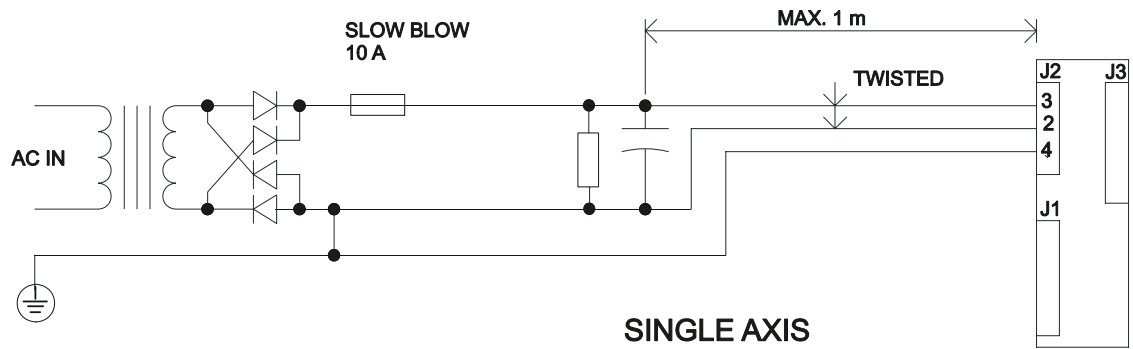 MAX. 1 m
SLOW BLOW
10 A
TWISTED
J2
J3
3
2
4
AC IN
J1
SINGLE AXIS